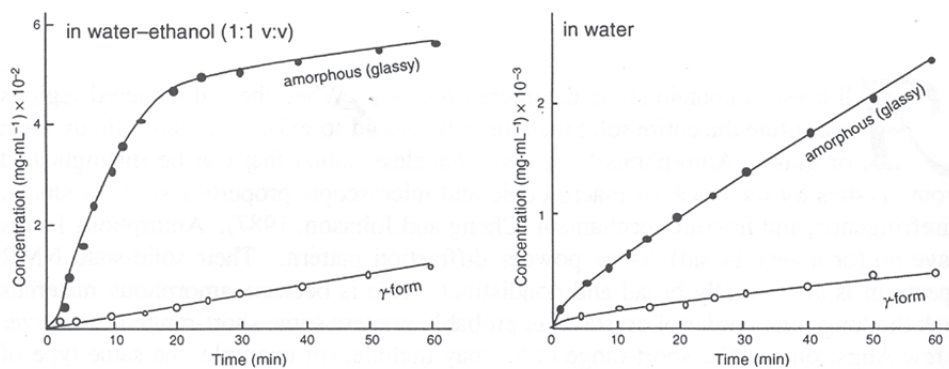 in water–ethanol (1:1 v:v)
amorphous (glassy)
γ-form
Concentration (mg·mL⁻¹) × 10⁻²
6
4
2
0 10 20 30 40 50 60
Time (min)
in water
amorphous (glassy)
γ-form
Concentration (mg·mL⁻¹) × 10⁻³
2
1
0 10 20 30 40 50 60
Time (min)